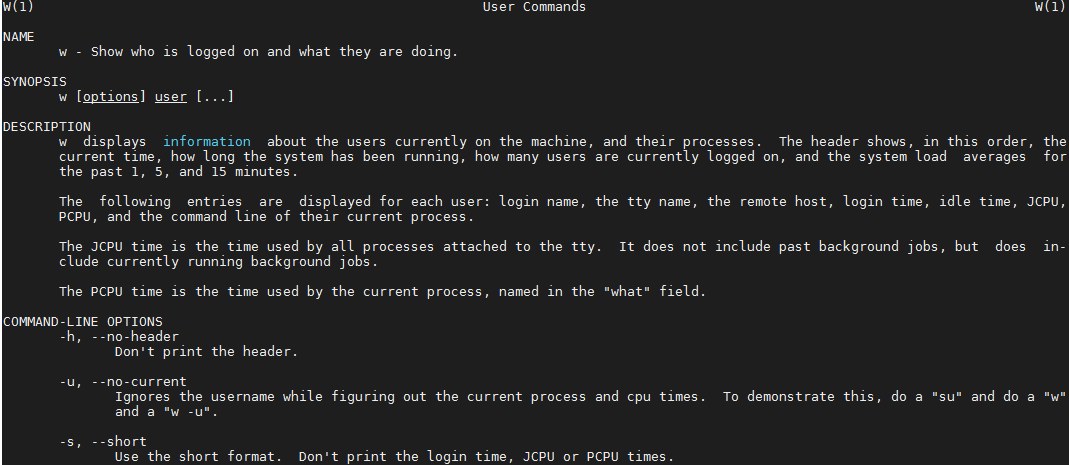 W(1) User Commands W(1)
NAME
w - Show who is logged on and what they are doing.
SYNOPSIS
w [options] user [...]
DESCRIPTION
w displays information about the users currently on the machine, and their processes. The header shows, in this order, the
current time, how long the system has been running, how many users are currently logged on, and the system load averages for
the past 1, 5, and 15 minutes.
The following entries are displayed for each user: login name, the tty name, the remote host, login time, idle time, JCPU,
PCPU, and the command line of their current process.
The JCPU time is the time used by all processes attached to the tty. It does not include past background jobs, but does in-
clude currently running background jobs.
The PCPU time is the time used by the current process, named in the "what" field.
COMMAND-LINE OPTIONS
-h, --no-header
Don't print the header.
-u, --no-current
Ignores the username while figuring out the current process and cpu times. To demonstrate this, do a "su" and do a "w"
and a "w -u".
-s, --short
Use the short format. Don't print the login time, JCPU or PCPU times.